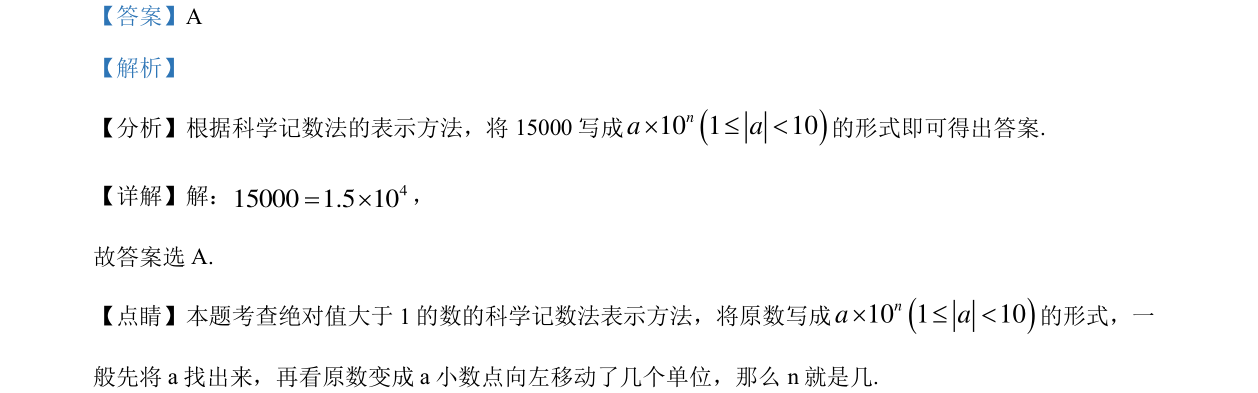 【答案】A
【解析】
【分析】根据科学记数法的表示方法，将 15000 写成 $a \times 10^n (1 \leq |a| < 10)$ 的形式即可得出答案.
【详解】解：$15000 = 1.5 \times 10^4$，
故答案选 A.
【点睛】本题考查绝对值大于 1 的数的科学记数法表示方法，将原数写成 $a \times 10^n (1 \leq |a| < 10)$ 的形式，一
般先将 a 找出来，再看原数变成 a 小数点向左移动了几个单位，那么 n 就是几.